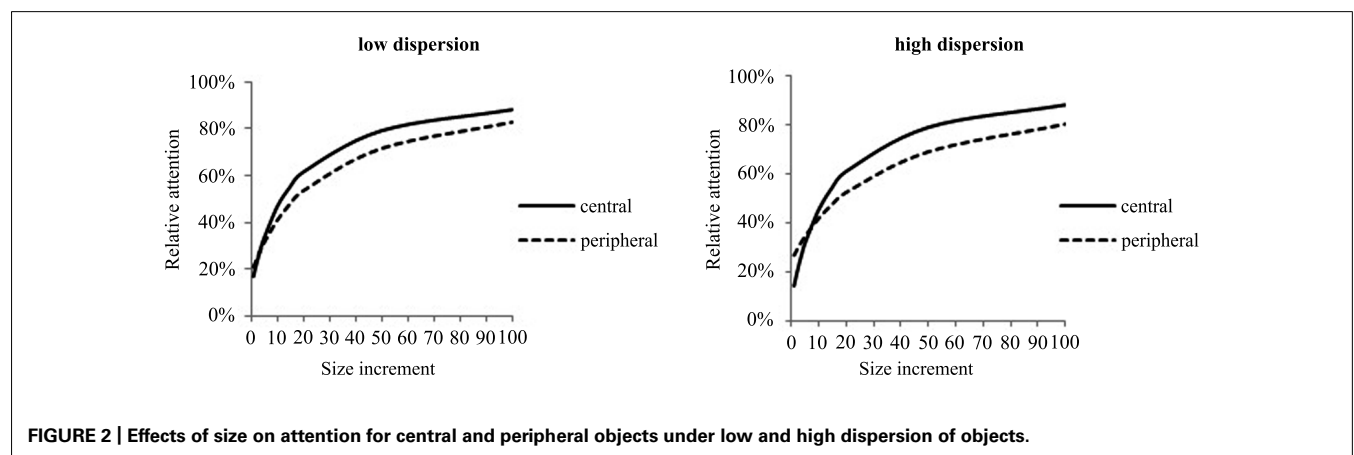 low dispersion
100%
80%
60%
40%
20%
0%
Relative attention
0 10 20 30 40 50 60 70 80 90 100
Size increment
central
peripheral
high dispersion
100%
80%
60%
40%
20%
0%
Relative attention
0 10 20 30 40 50 60 70 80 90 100
Size increment
central
peripheral
FIGURE 2 | Effects of size on attention for central and peripheral objects under low and high dispersion of objects.